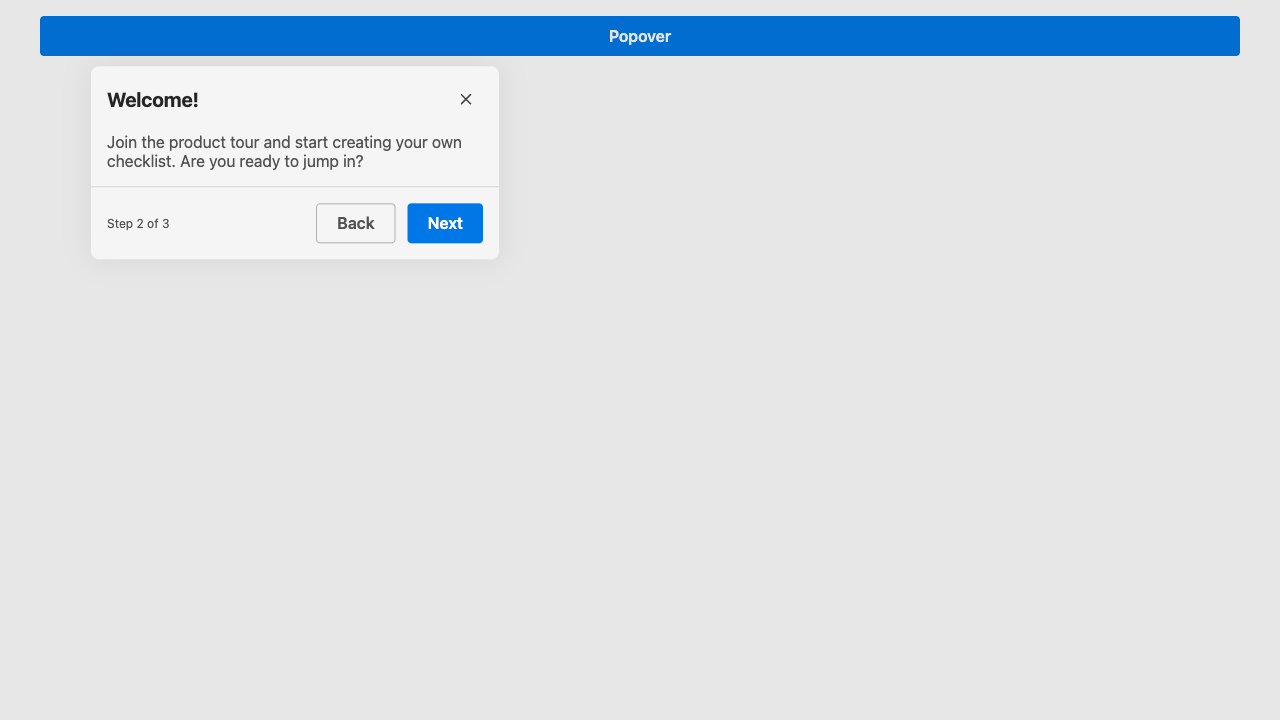 Popover
Welcome!
Join the product tour and start creating your own
checklist. Are you ready to jump in?
Step 2 of 3
Back
Next